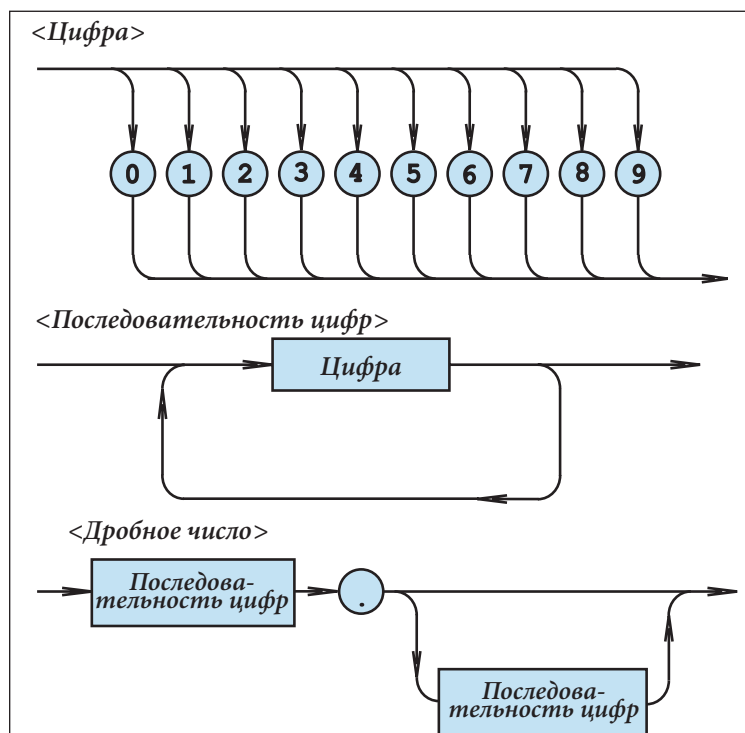 <Цифра>
0 1 2 3 4 5 6 7 8 9
<Последовательность цифр>
Цифра
<Дробное число>
Последова-
тельность цифр
.
Последова-
тельность цифр